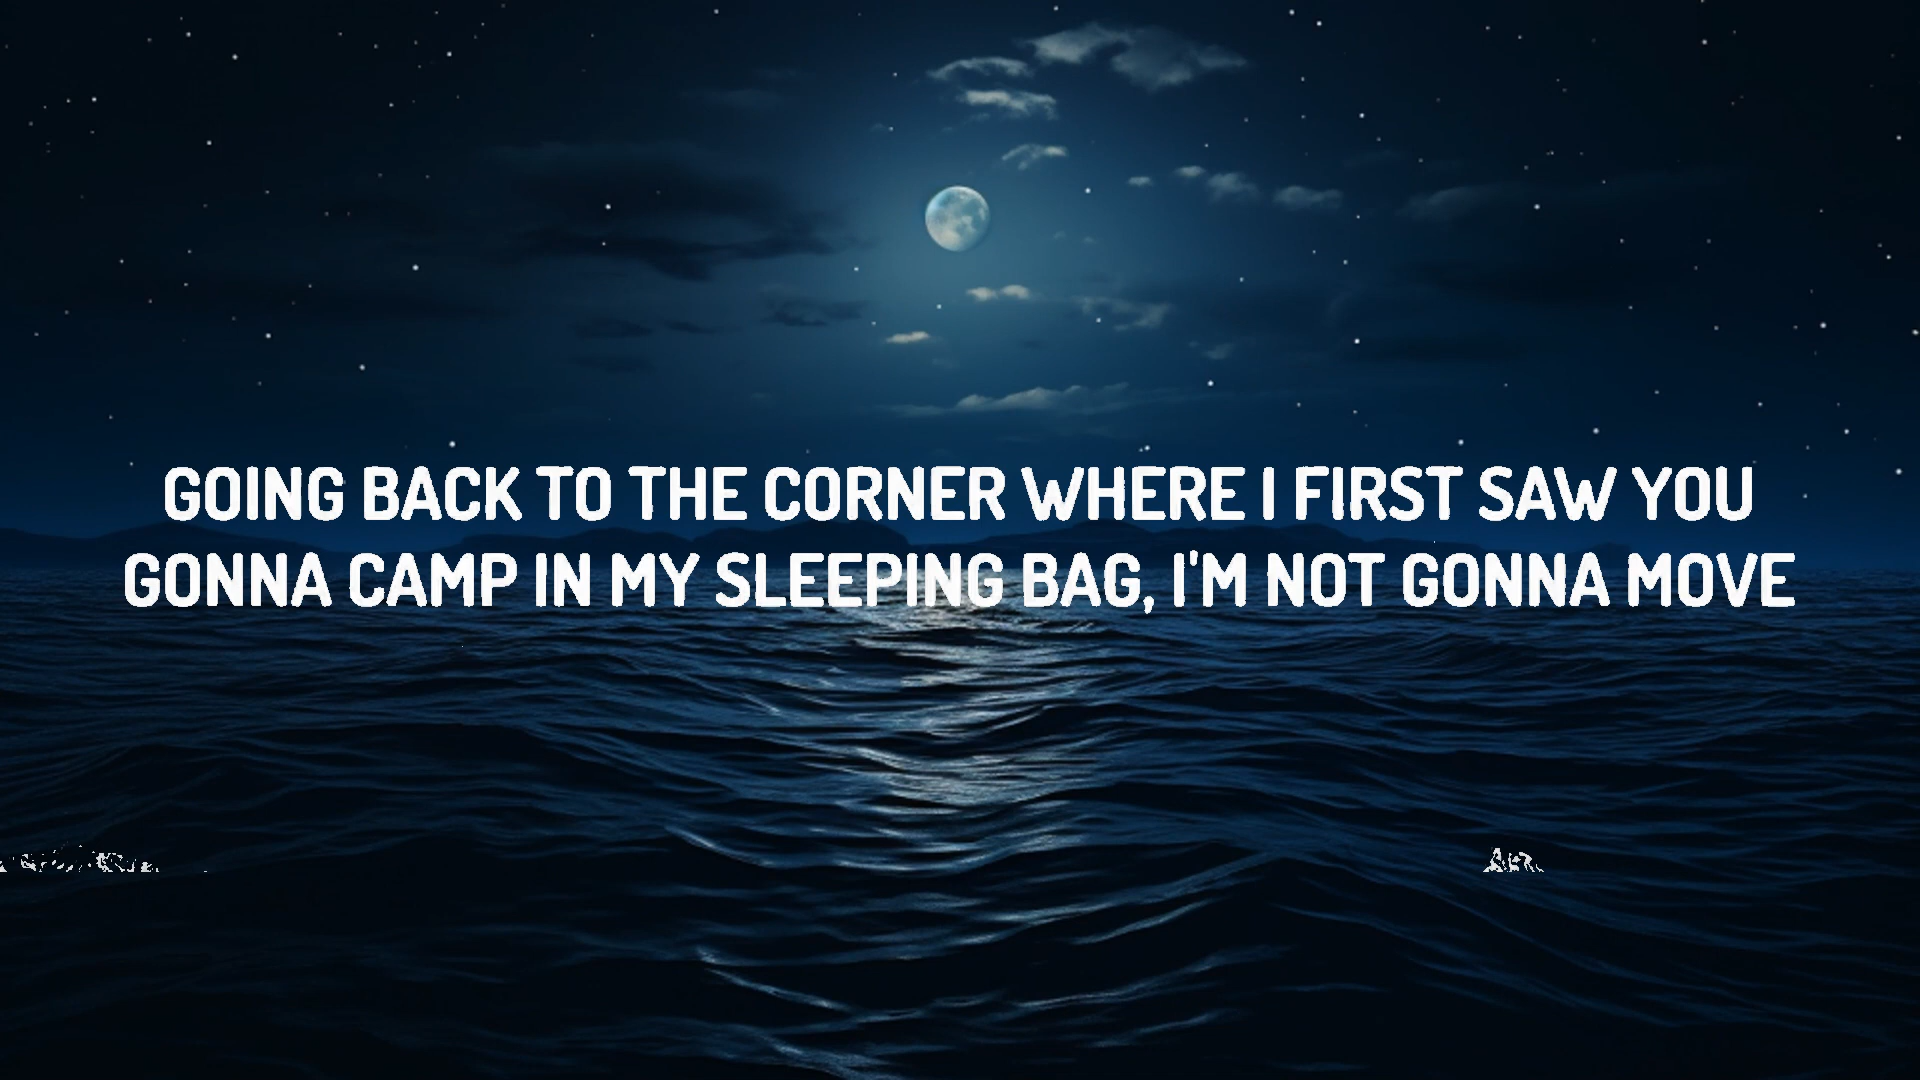 GOING BACK TO THE CORNER WHERE I FIRST SAW YOU
GONNA CAMP IN MY SLEEPING BAG, I'M NOT GONNA MOVE